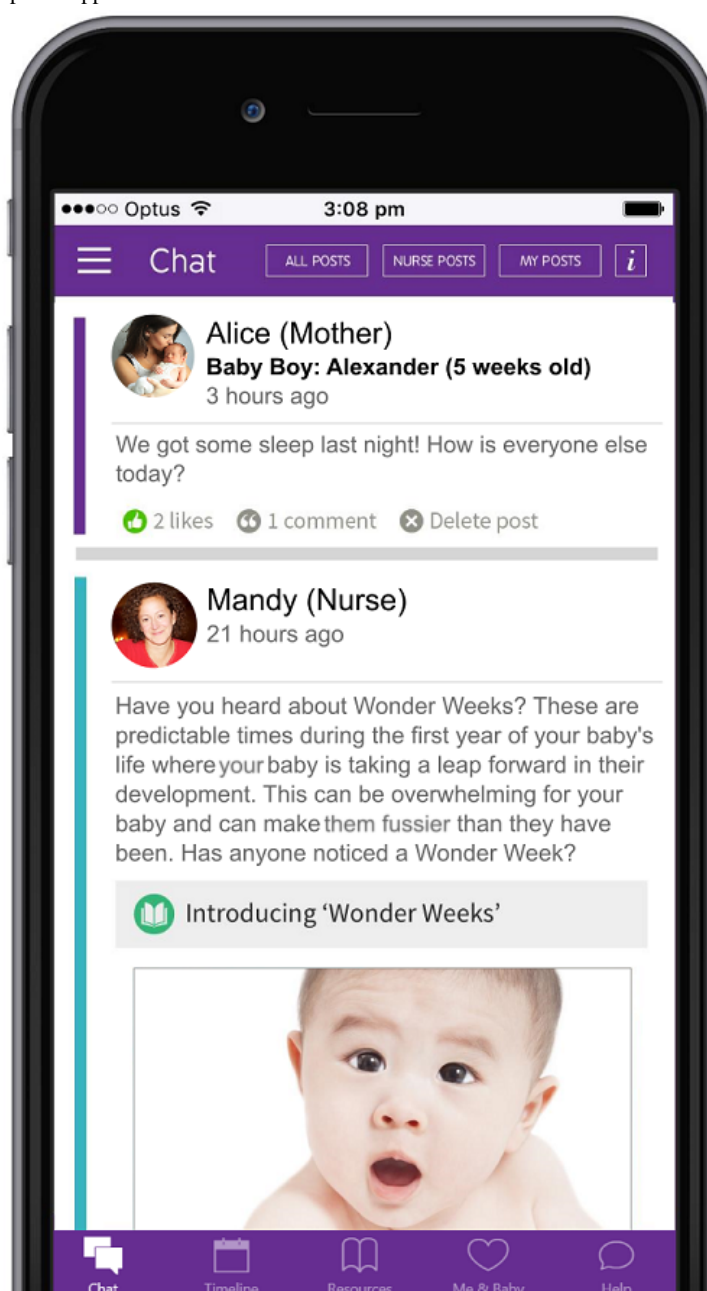 Optus
3:08 pm
Chat
ALL POSTS
NURSE POSTS
MY POSTS
i
Alice (Mother)
Baby Boy: Alexander (5 weeks old)
3 hours ago
We got some sleep last night! How is everyone else
today?
2 likes
1 comment
Delete post
Mandy (Nurse)
21 hours ago
Have you heard about Wonder Weeks? These are
predictable times during the first year of your baby's
life where your baby is taking a leap forward in their
development. This can be overwhelming for your
baby and can make them fussier than they have
been. Has anyone noticed a Wonder Week?
Introducing ‘Wonder Weeks’
Chat
Timeline
Resources
Me & Baby
Help